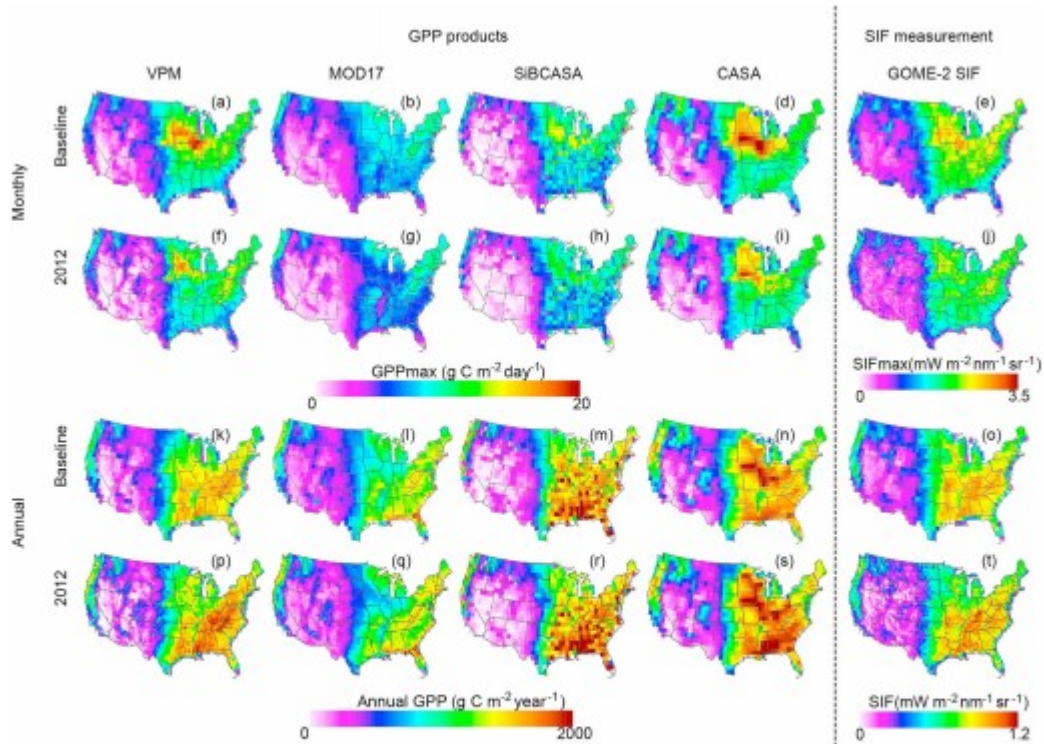 GPP products SIF measurement
VPM MOD17 SiBCASA CASA GOME-2 SIF
Monthly
Baseline
(a) (b) (c) (d) (e)
2012
(f) (g) (h) (i) (j)
GPPmax (g C m⁻² day⁻¹) SIFmax(mW m⁻² nm⁻¹ sr⁻¹)
0 20 0 3.5
Annual
Baseline
(k) (l) (m) (n) (o)
2012
(p) (q) (r) (s) (t)
Annual GPP (g C m⁻² year⁻¹) SIF(mW m⁻² nm⁻¹ sr⁻¹)
0 2000 0 1.2